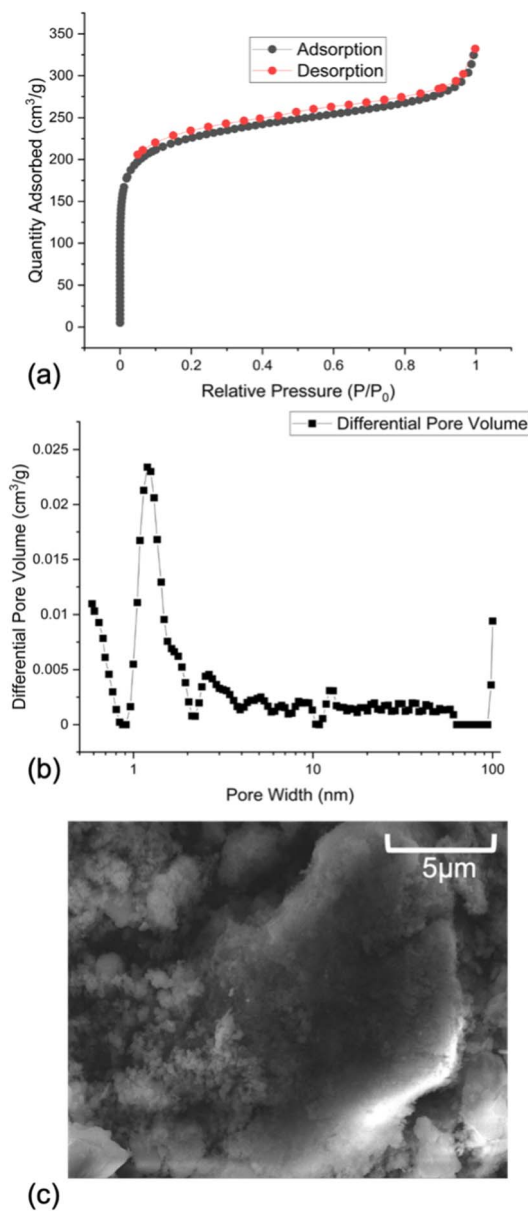 Adsorption
Desorption
Quantity Adsorbed (cm³/g)
350
300
250
200
150
100
50
0
0 0.2 0.4 0.6 0.8 1
Relative Pressure (P/P₀)
(a)
Differential Pore Volume
Differential Pore Volume (cm³/g)
0.025
0.02
0.015
0.01
0.005
0
1 10 100
Pore Width (nm)
(b)
5µm
(c)